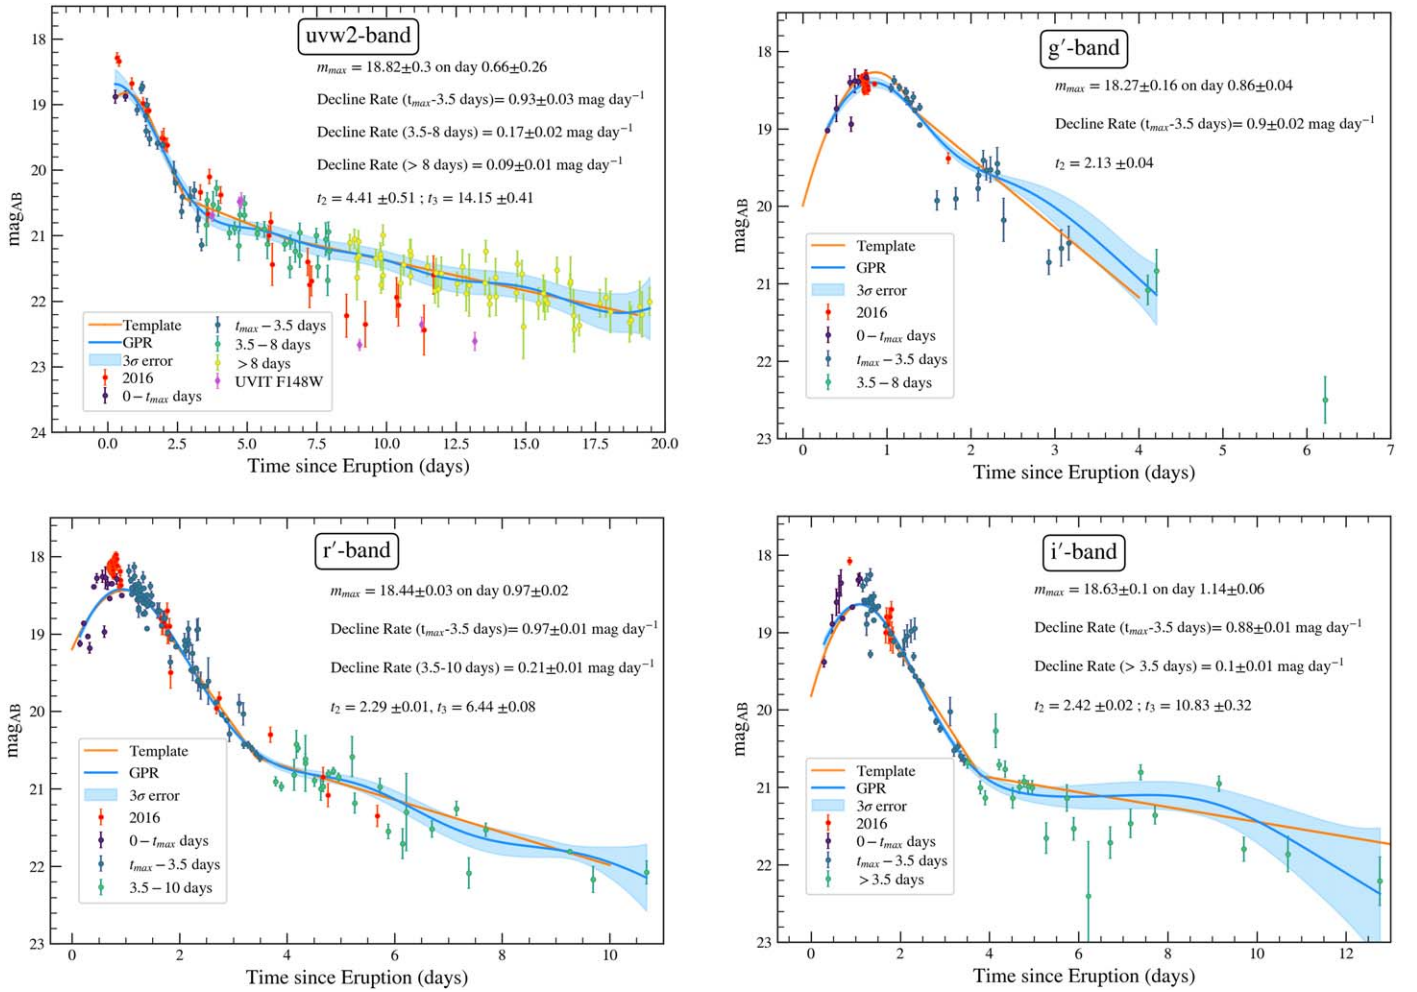 uvw2-band
m_max = 18.82±0.3 on day 0.66±0.26
Decline Rate (t_max-3.5 days)= 0.93±0.03 mag day⁻¹
Decline Rate (3.5-8 days) = 0.17±0.02 mag day⁻¹
Decline Rate (> 8 days) = 0.09±0.01 mag day⁻¹
t₂ = 4.41 ±0.51 ; t₃ = 14.15 ±0.41
Template
GPR
3σ error
2016
0 − t_max days
t_max − 3.5 days
3.5 − 8 days
> 8 days
UVIT F148W
18
19
20
21
22
23
24
mag_AB
0.0 2.5 5.0 7.5 10.0 12.5 15.0 17.5 20.0
Time since Eruption (days)
g′-band
m_max = 18.27±0.16 on day 0.86±0.04
Decline Rate (t_max-3.5 days)= 0.9±0.02 mag day⁻¹
t₂ = 2.13 ±0.04
Template
GPR
3σ error
2016
0 − t_max days
t_max − 3.5 days
3.5 − 8 days
18
19
20
21
22
23
mag_AB
0 1 2 3 4 5 6 7
Time since Eruption (days)
r′-band
m_max = 18.44±0.03 on day 0.97±0.02
Decline Rate (t_max-3.5 days)= 0.97±0.01 mag day⁻¹
Decline Rate (3.5-10 days) = 0.21±0.01 mag day⁻¹
t₂ = 2.29 ±0.01, t₃ = 6.44 ±0.08
Template
GPR
3σ error
2016
0 − t_max days
t_max − 3.5 days
3.5 − 10 days
18
19
20
21
22
23
mag_AB
0 2 4 6 8 10
Time since Eruption (days)
i′-band
m_max = 18.63±0.1 on day 1.14±0.06
Decline Rate (t_max-3.5 days)= 0.88±0.01 mag day⁻¹
Decline Rate (> 3.5 days) = 0.1±0.01 mag day⁻¹
t₂ = 2.42 ±0.02 ; t₃ = 10.83 ±0.32
Template
GPR
3σ error
2016
0 − t_max days
t_max − 3.5 days
> 3.5 days
18
19
20
21
22
23
mag_AB
0 2 4 6 8 10 12
Time since Eruption (days)